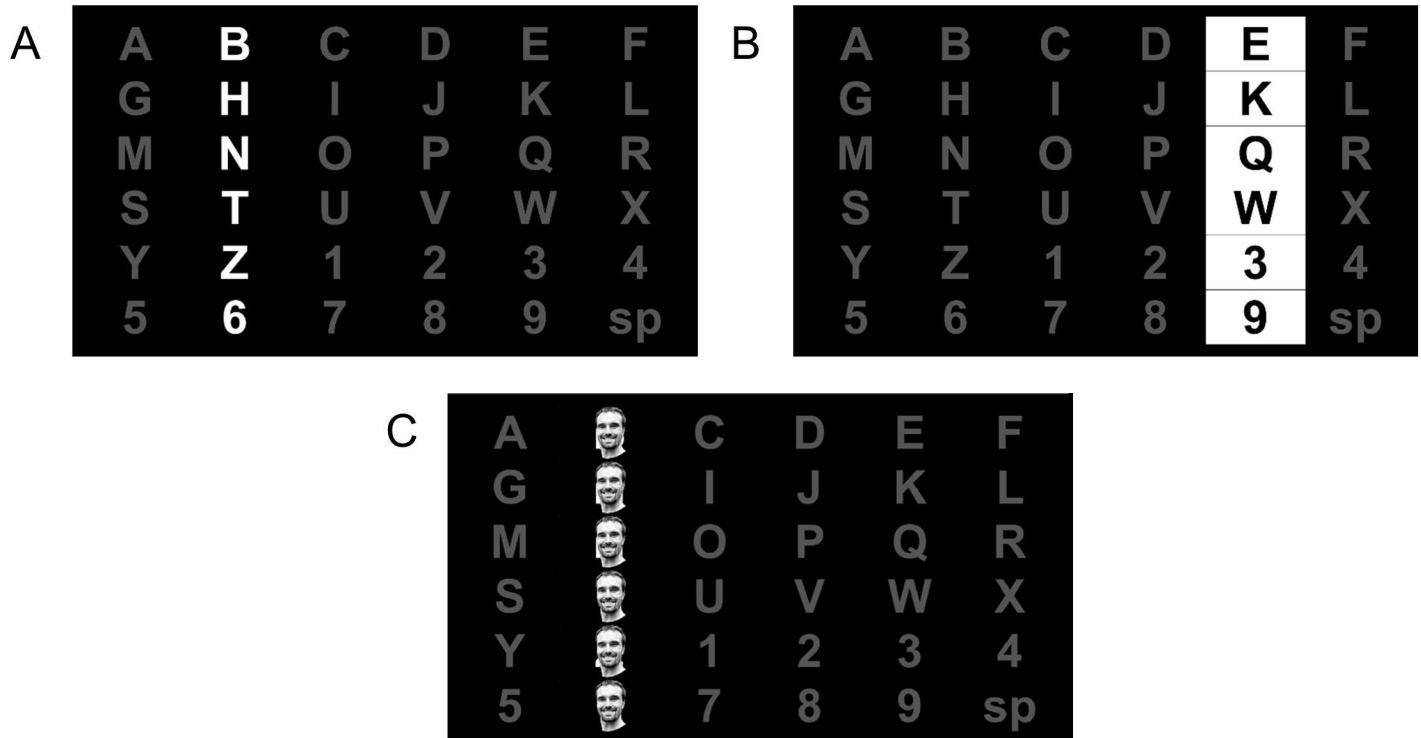 A
A B C D E F
G H I J K L
M N O P Q R
S T U V W X
Y Z 1 2 3 4
5 6 7 8 9 sp
B
A B C D E F
G H I J K L
M N O P Q R
S T U V W X
Y Z 1 2 3 4
5 6 7 8 9 sp
C
A C D E F
G I J K L
M O P Q R
S U V W X
Y 1 2 3 4
5 7 8 9 sp